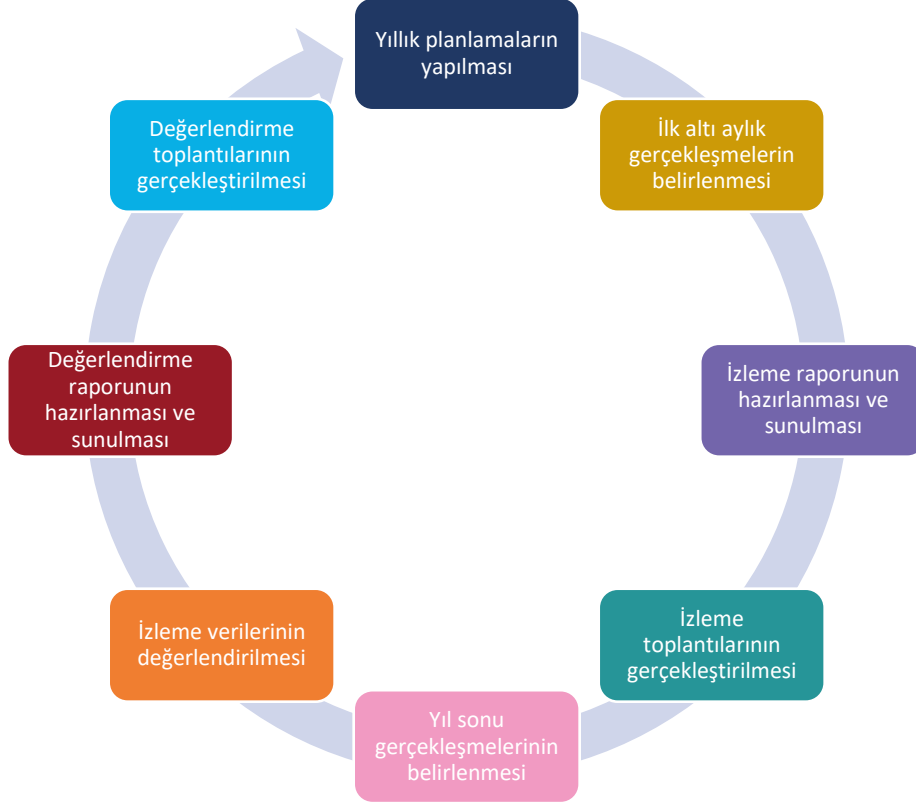 Yıllık planlamaların
yapılması
İlk altı aylık
gerçekleşmelerin
belirlenmesi
İzleme raporunun
hazırlanması ve
sunulması
İzleme
toplantılarının
gerçekleştirilmesi
Yıl sonu
gerçekleşmelerinin
belirlenmesi
İzleme verilerinin
değerlendirilmesi
Değerlendirme
raporunun
hazırlanması ve
sunulması
Değerlendirme
toplantılarının
gerçekleştirilmesi